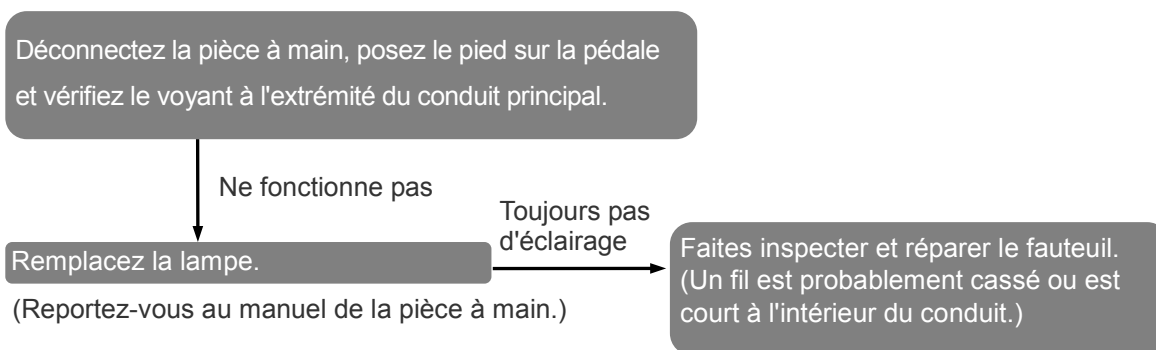 Déconnectez la pièce à main, posez le pied sur la pédale
et vérifiez le voyant à l'extrémité du conduit principal.
Ne fonctionne pas
Remplacez la lampe.
(Reportez-vous au manuel de la pièce à main.)
Toujours pas
d'éclairage
Faites inspecter et réparer le fauteuil.
(Un fil est probablement cassé ou est
court à l'intérieur du conduit.)